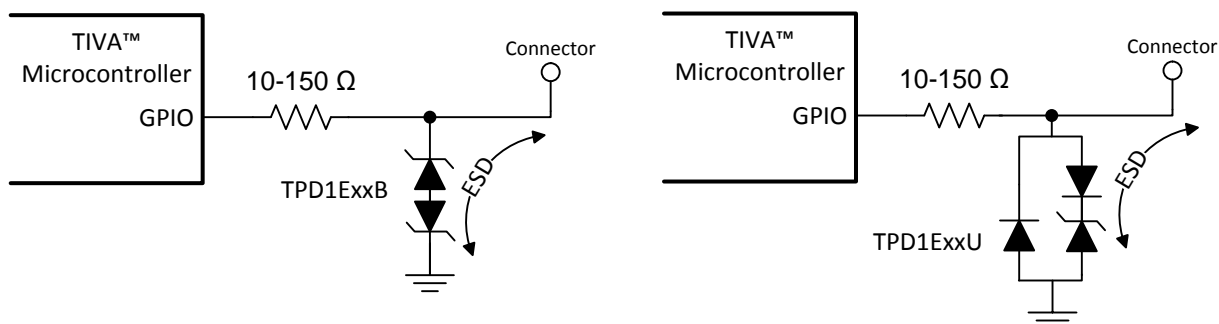 TIVA™
Microcontroller
GPIO
10-150 Ω
Connector
TPD1ExxB
ESD
TIVA™
Microcontroller
GPIO
10-150 Ω
Connector
TPD1ExxU
ESD